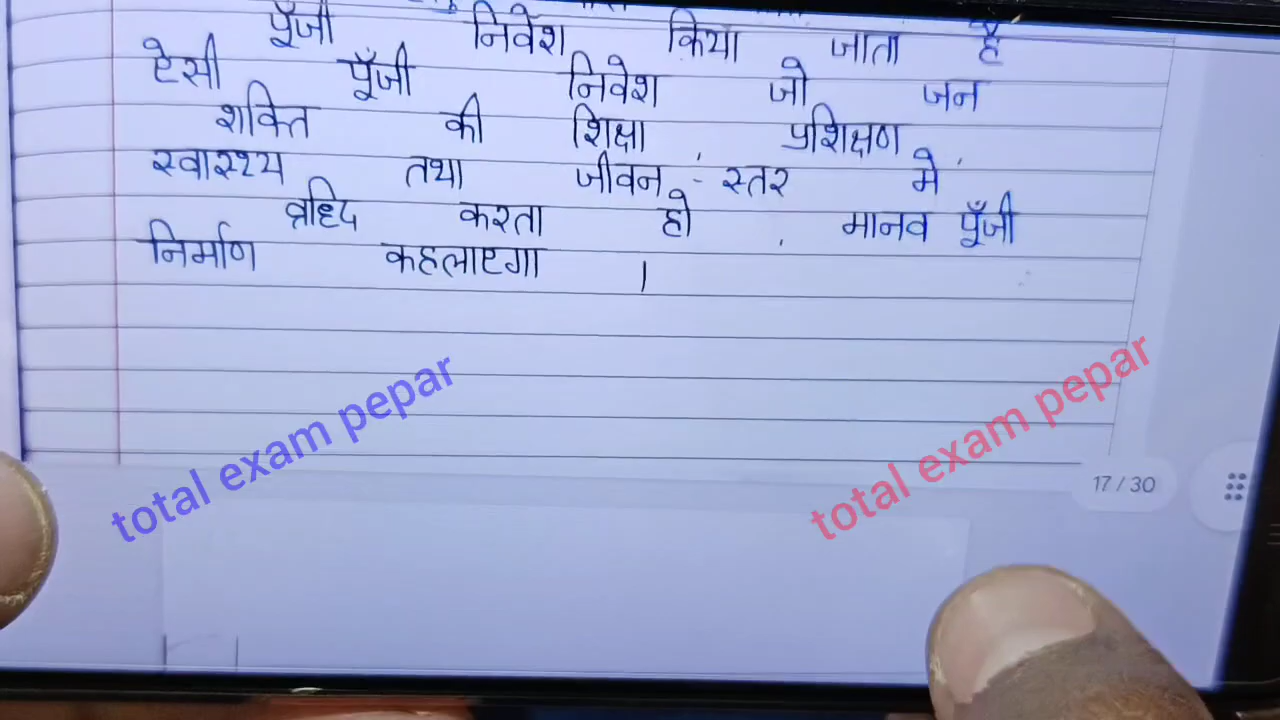 पूँजी निवेश किया जाता है
ऐसी पूँजी निवेश जो जन
शक्ति की शिक्षा प्रशिक्षण
स्वास्थ्य तथा जीवन - स्तर मे
व्रध्दि करता हो मानव पूँजी
निर्माण कहलाएगा ।
total exam pepar
total exam pepar
17 / 30